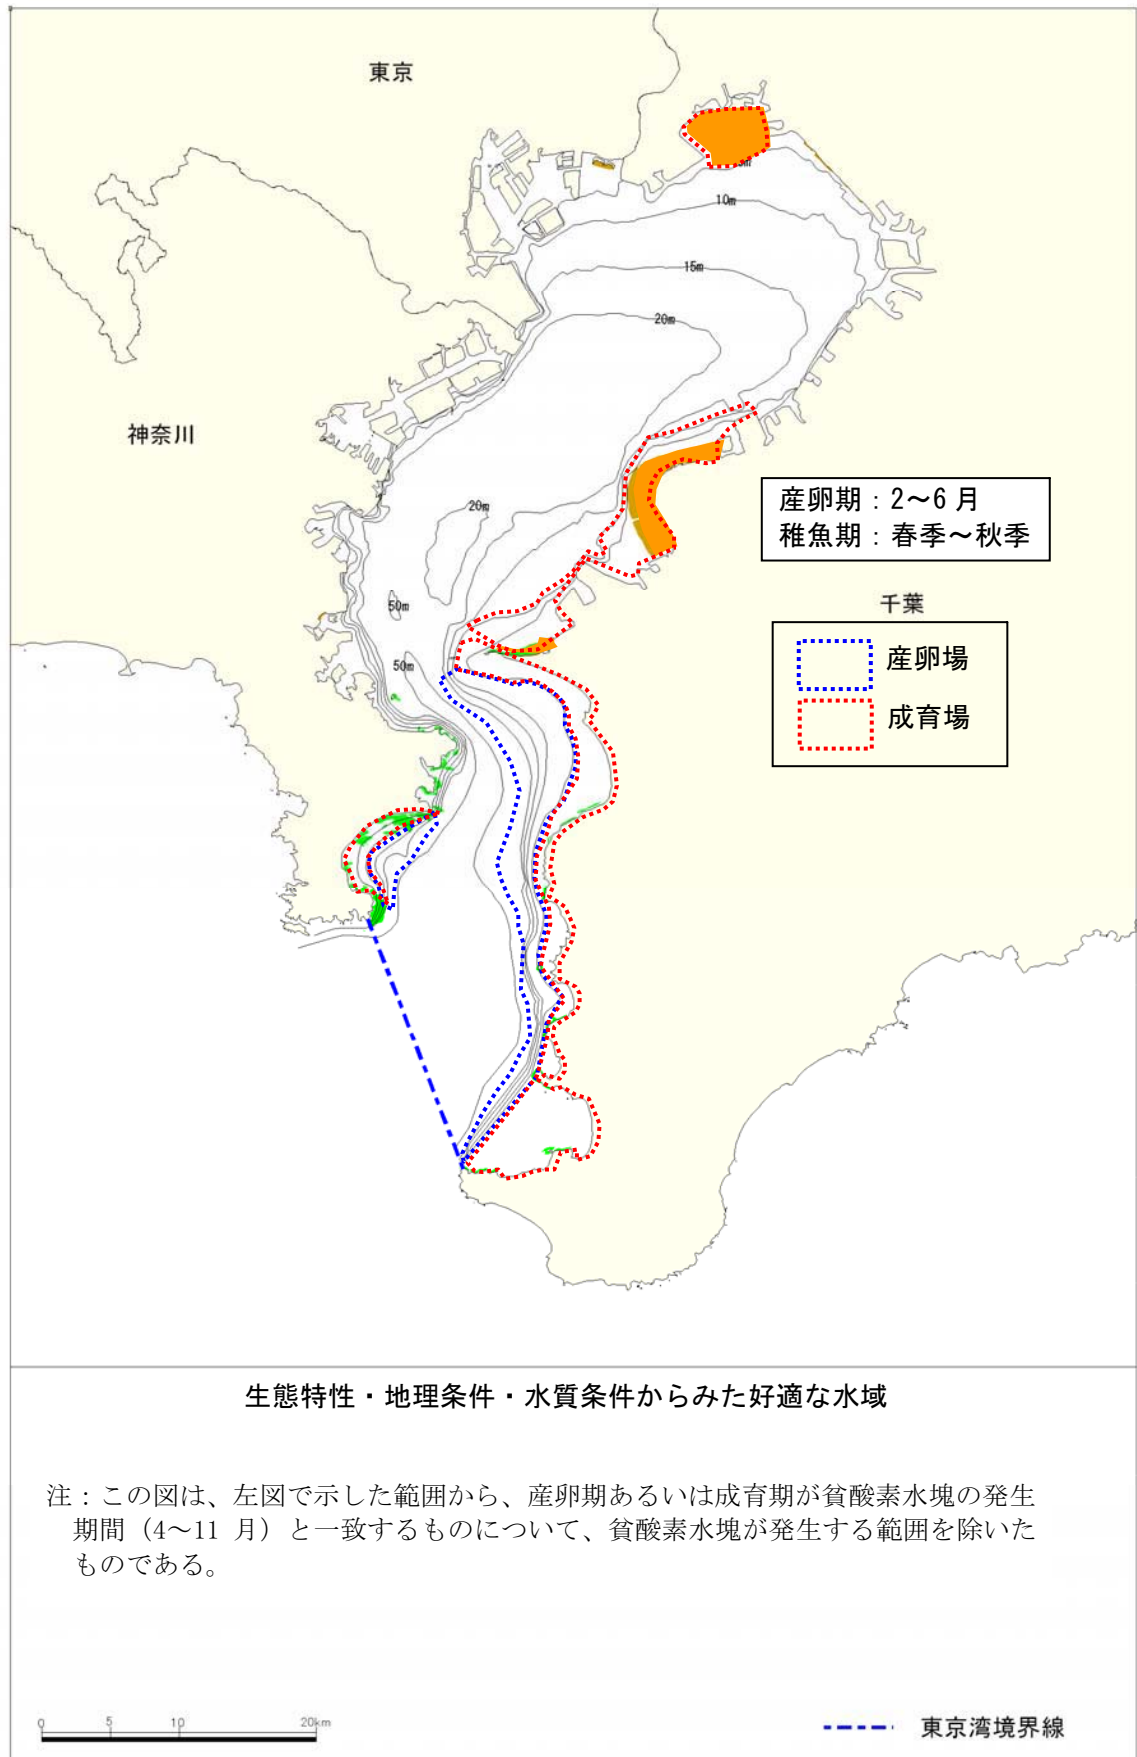 東京
10m
15m
20m
神奈川
20m
産卵期：2～6 月
稚魚期：春季～秋季
千葉
50m
50m
産卵場
成育場
生態特性・地理条件・水質条件からみた好適な水域
注：この図は、左図で示した範囲から、産卵期あるいは成育期が貧酸素水塊の発生
期間（4～11 月）と一致するものについて、貧酸素水塊が発生する範囲を除いた
ものである。
0 5 10 20km
東京湾境界線